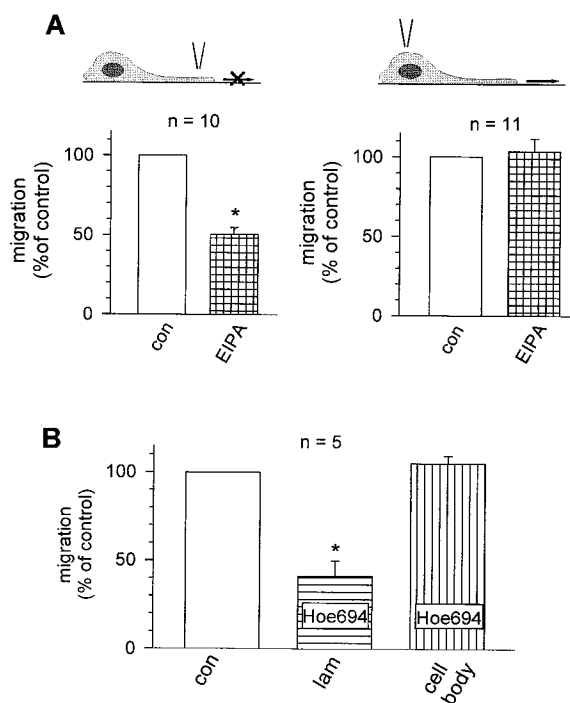 A
n = 10
n = 11
migration
(%of control)
100
50
0
con
EIPA
*
migration
(% of control)
100
50
0
con
EIPA
B
n = 5
migration
(% of control)
100
50
0
con
*
Hoe694
lam
Hoe694
cell
body